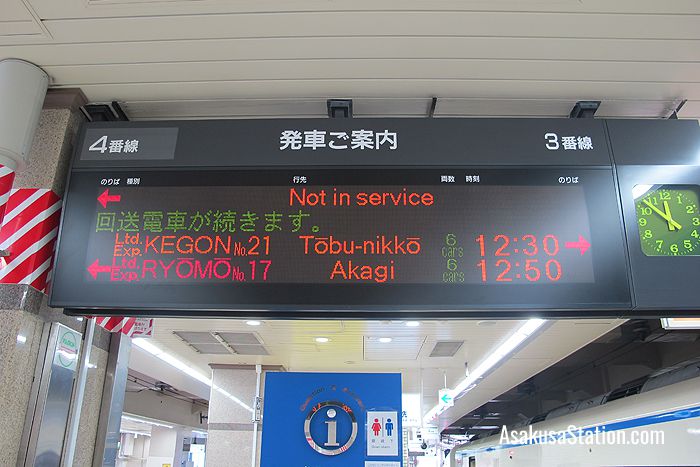 4番線 発車ご案内 3番線
のりば 種別 行先 両数 時刻 のりば
← Not in service
回送電車が続きます。
Ltd. Exp. KEGON No.21 Tōbu-nikkō 6 cars 12:30 →
← Ltd. Exp. RYŌMŌ No.17 Akagi 6 cars 12:50
i
AsakusaStation.com